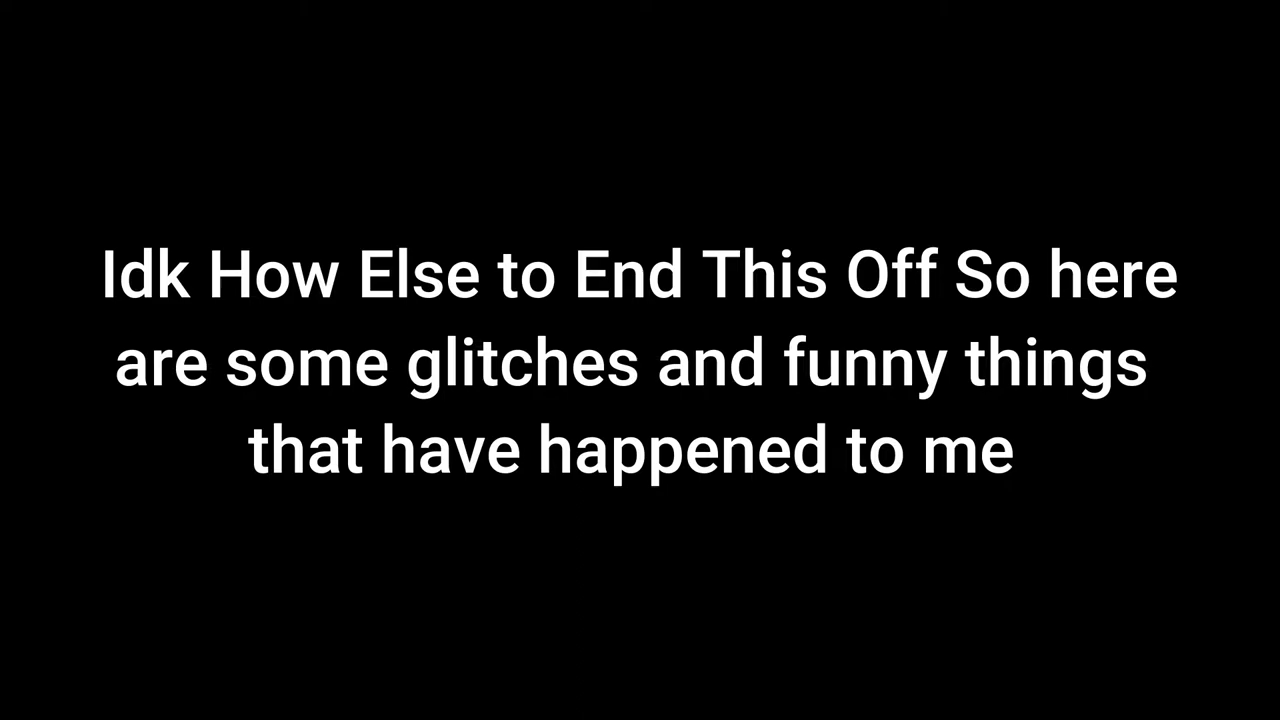 Idk How Else to End This Off So here
are some glitches and funny things
that have happened to me